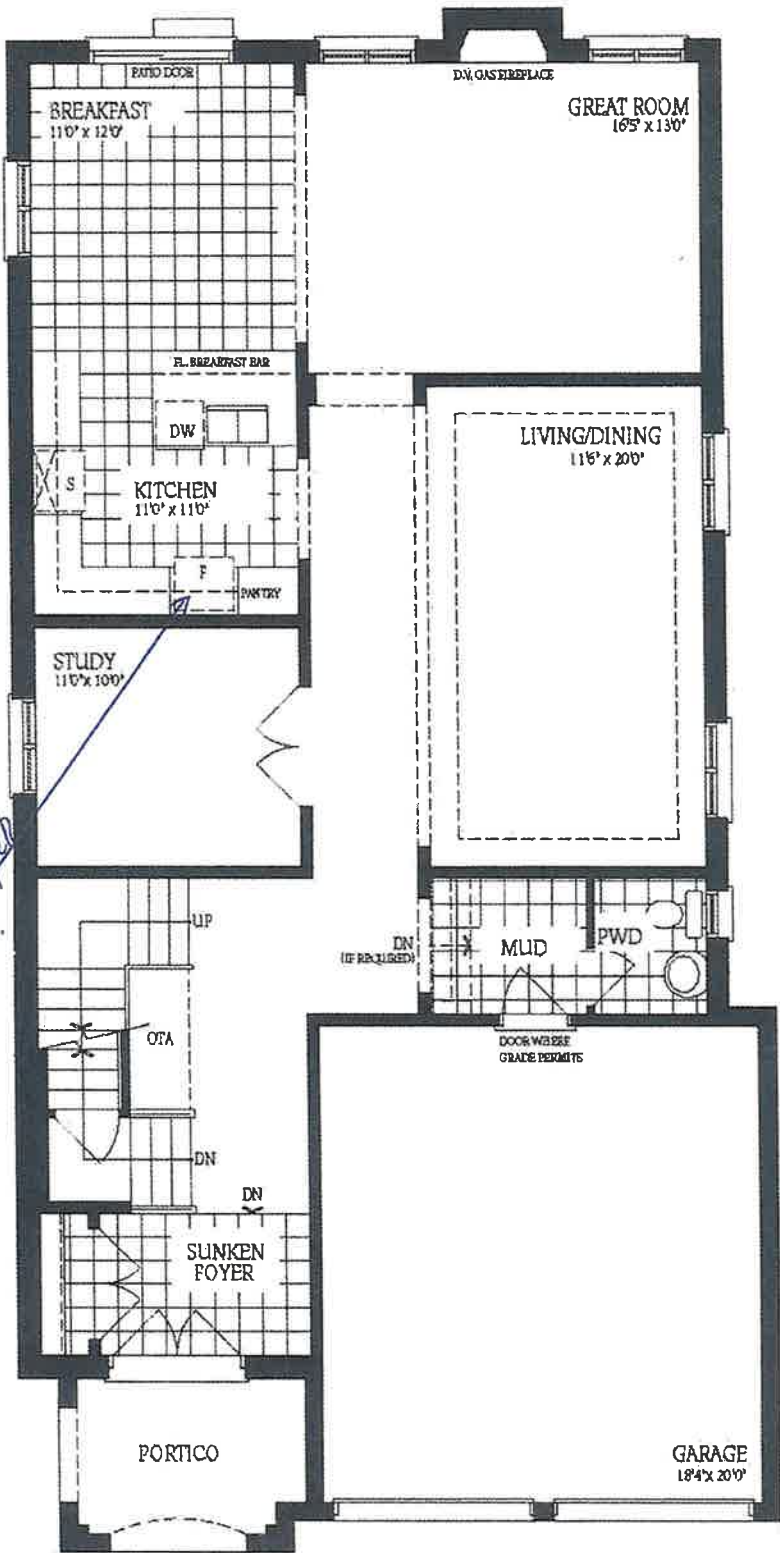 PATIO DOOR
BREAKFAST
11'0" x 12'0"
D.V. GAS FIREPLACE
GREAT ROOM
16'5" x 13'0"
FL. BREAKFAST BAR
DW
S
KITCHEN
11'0" x 11'0"
F
PANTRY
LIVING/DINING
11'6" x 20'0"
STUDY
11'0" x 10'0"
UP
OTA
DN
DN
(IF REQUIRED)
MUD
PWD
DOOR WHERE
GRADE PERMITS
DN
SUNKEN
FOYER
PORTICO
GARAGE
18'4" x 20'0"